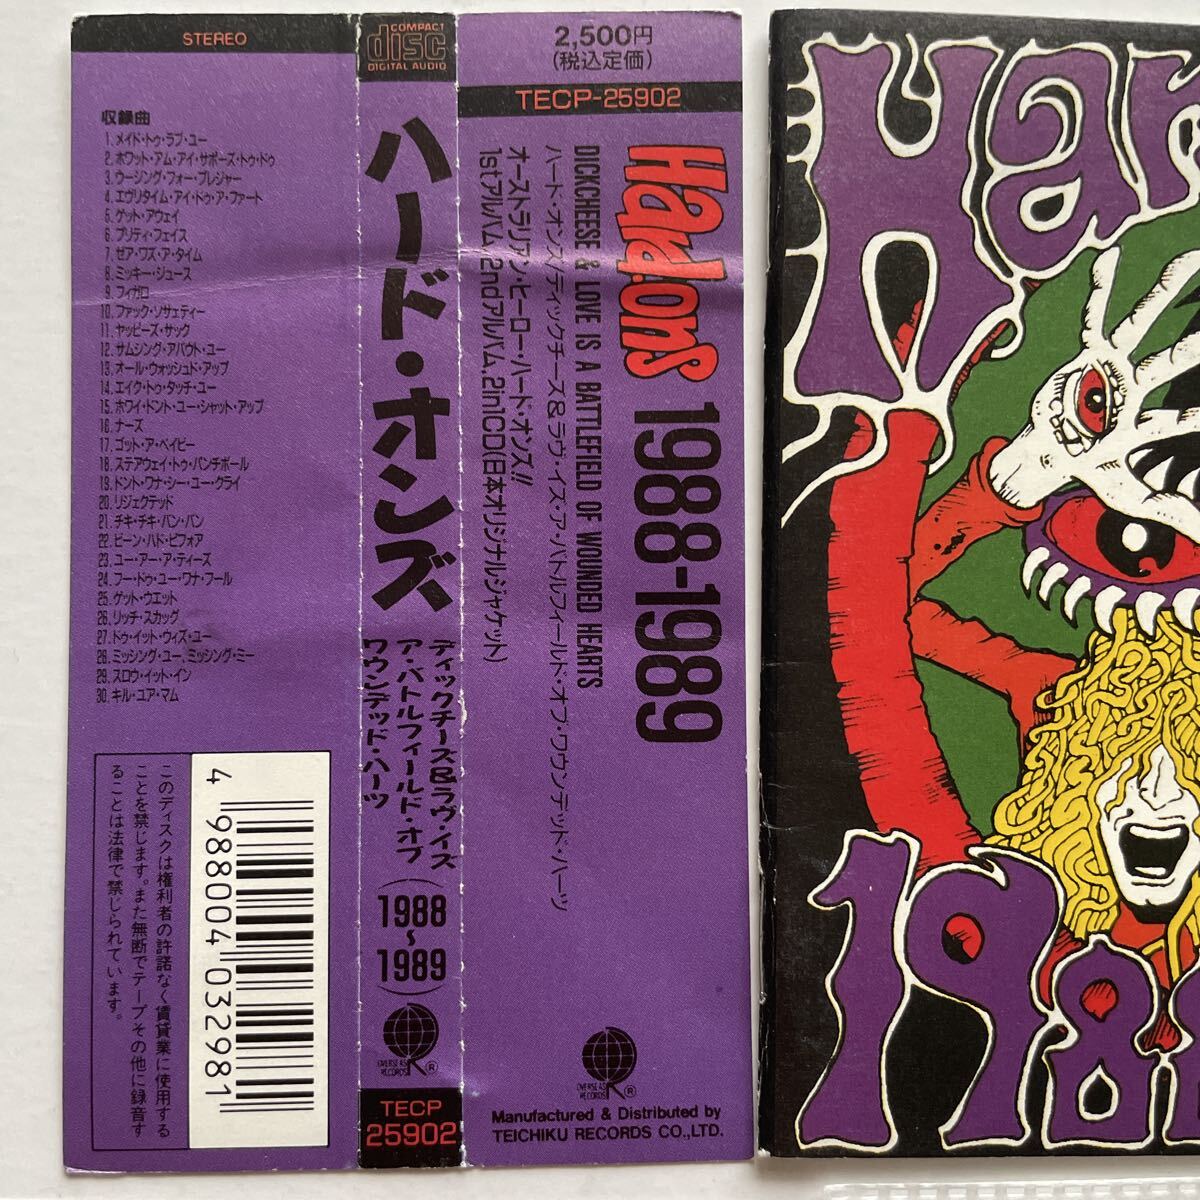 STEREO
収録曲
1. メイド・トゥ・ラブ・ユー
2. ホワット・アム・アイ・サポーズ・トゥ・ドゥ
3. ウージング・フォー・プレジャー
4. エヴリタイム・アイ・ドゥ・ア・ファート
5. ゲット・アウェイ
6. プリティ・フェイス
7. ゼア・ワズ・ア・タイム
8. ミッキー・ジュース
9. フィガロ
10. ファック・ソサェティー
11. ヤッピーズ・サック
12. サムシング・アバウト・ユー
13. オール・ウォッシュド・アップ
14. エイク・トゥ・タッチ・ユー
15. ホワイ・ドント・ユー・シャット・アップ
16. ナーズ
17. ゴット・ア・ベイビー
18. ステアウェイ・トゥ・パンチボール
19. ドント・ワナ・シー・ユー・クライ
20. リジェクテッド
21. チキ・チキ・バン・バン
22. ビーン・ハド・ビフォア
23. ユー・アー・ア・ティーズ
24. フー・ドゥ・ユー・ワナ・フール
25. ゲット・ウエット
26. リッチ・スカッグ
27. ドゥ・イット・ウィズ・ユー
28. ミッシング・ユー、ミッシング・ミー
29. スロウ・イット・イン
30. キル・ユア・マム
このディスクは権利者の許諾なく賃貸業に使用する
ことを禁じます。また無断でテープその他に録音す
ることは法律で禁じられています。
4 988004 032981
COMPACT
disc
DIGITAL AUDIO
ハード・オンズ
ディックチーズ&ラヴ・イズ
ア・バトルフィールド・オブ
ワウンデッド・ハーツ
(1988〜1989)
OVERSEAS
RECORDS
®
TECP
25902
2,500円
(税込定価)
TECP-25902
Hard-ons 1988-1989
DICKCHEESE & LOVE IS A BATTLEFIELD OF WOUNDED HEARTS
ハード・オンズ/ディックチーズ&ラヴ・イズ・ア・バトルフィールド・オブ・ワウンデッド・ハーツ
オーストラリアン・ヒーロー・ハード・オンズ!!
1stアルバム、2ndアルバム、2in1CD(日本オリジナルジャケット)
OVERSEAS
RECORDS
®
Manufactured & Distributed by
TEICHIKU RECORDS CO.,LTD.
Har
198